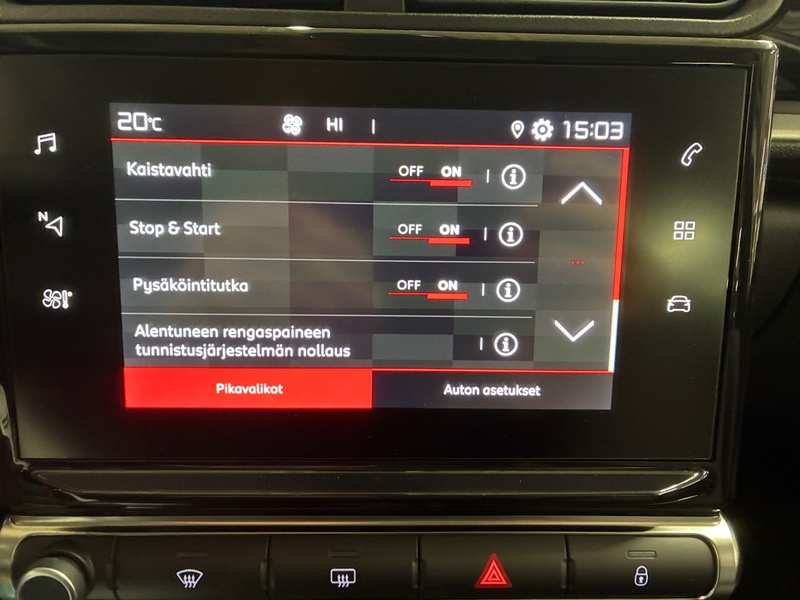 20°C HI 15:03
Kaistavahti OFF ON
Stop & Start OFF ON
Pysäköintitutka OFF ON
Alentuneen rengaspaineen
tunnistusjärjestelmän nollaus
Pikavalikot Auton asetukset
N